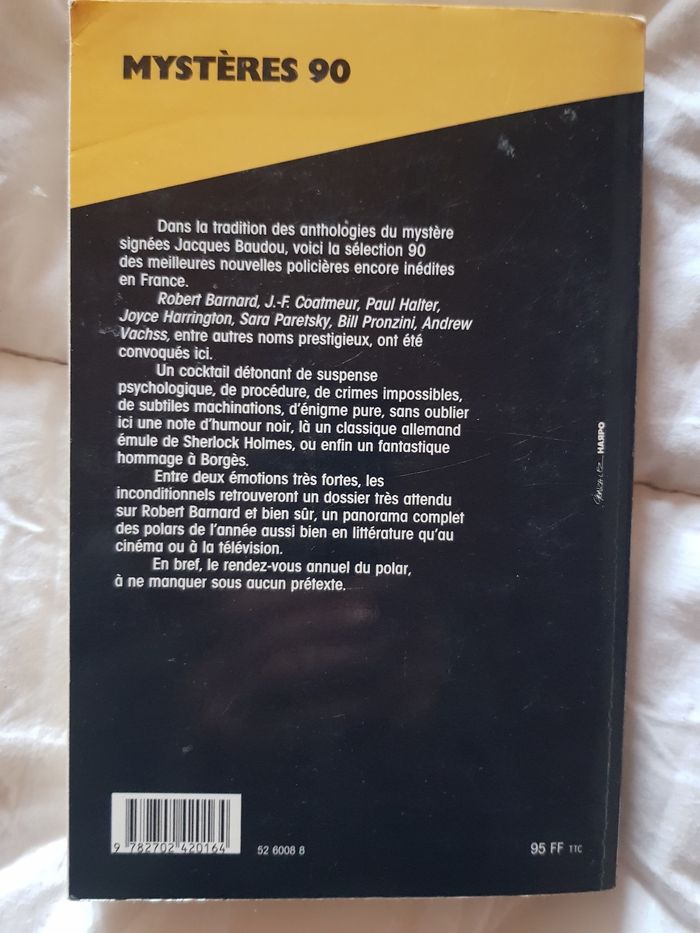 MYSTÈRES 90
Dans la tradition des anthologies du mystère
signées Jacques Baudou, voici la sélection 90
des meilleures nouvelles policières encore inédites
en France.
Robert Barnard, J.-F. Coatmeur, Paul Halter,
Joyce Harrington, Sara Paretsky, Bill Pronzini, Andrew
Vachss, entre autres noms prestigieux, ont été
convoqués ici.
Un cocktail détonant de suspense
psychologique, de procédure, de crimes impossibles,
de subtiles machinations, d'énigme pure, sans oublier
ici une note d'humour noir, là un classique allemand
émule de Sherlock Holmes, ou enfin un fantastique
hommage à Borgès.
Entre deux émotions très fortes, les
inconditionnels retrouveront un dossier très attendu
sur Robert Barnard et bien sûr, un panorama complet
des polars de l'année aussi bien en littérature qu'au
cinéma ou à la télévision.
En bref, le rendez-vous annuel du polar,
à ne manquer sous aucun prétexte.
HARPO
9 782702 420164
52 6008 8
95 FF TTC